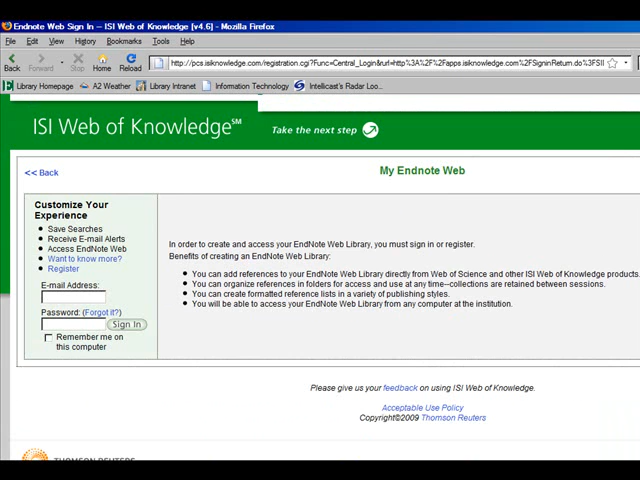 Endnote Web Sign In — ISI Web of Knowledge [v4.6] - Mozilla Firefox
File Edit View History Bookmarks Tools Help
Back Forward Stop Home Reload http://pcs.isiknowledge.com/registration.cgi?Func=Central_Login&url=http%3A%2F%2Fapps.isiknowledge.com%2FSigninReturn.do%3FSII
Library Homepage A2 Weather Library Intranet Information Technology Intellicast's Radar Loo...
ISI Web of Knowledge℠ Take the next step
<< Back
My Endnote Web
Customize Your
Experience
Save Searches
Receive E-mail Alerts
Access EndNote Web
Want to know more?
Register
E-mail Address:
Password: (Forgot it?)
Sign In
Remember me on
this computer
In order to create and access your EndNote Web Library, you must sign in or register.
Benefits of creating an EndNote Web Library:
You can add references to your EndNote Web Library directly from Web of Science and other ISI Web of Knowledge products.
You can organize references in folders for access and use at any time--collections are retained between sessions.
You can create formatted reference lists in a variety of publishing styles.
You will be able to access your EndNote Web Library from any computer at the institution.
Please give us your feedback on using ISI Web of Knowledge.
Acceptable Use Policy
Copyright©2009 Thomson Reuters
THOMSON REUTERS